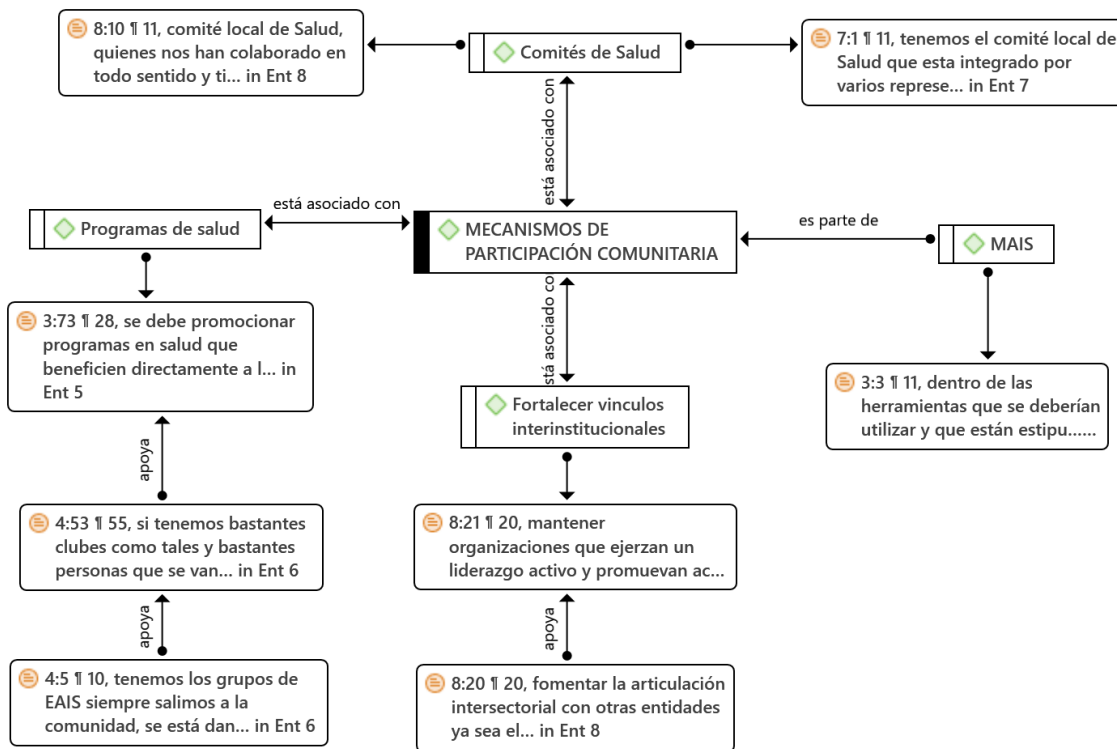 8:10 ¶ 11, comité local de Salud,
quienes nos han colaborado en
todo sentido y ti… in Ent 8
Comités de Salud
7:1 ¶ 11, tenemos el comité local de
Salud que esta integrado por
varios represe… in Ent 7
está asociado con
Programas de salud
está asociado con
MECANISMOS DE
PARTICIPACIÓN COMUNITARIA
es parte de
MAIS
3:73 ¶ 28, se debe promocionar
programas en salud que
beneficien directamente a l… in
Ent 5
está asociado con
Fortalecer vinculos
interinstitucionales
3:3 ¶ 11, dentro de las
herramientas que se deberían
utilizar y que están estipu……
apoya
4:53 ¶ 55, si tenemos bastantes
clubes como tales y bastantes
personas que se van… in Ent 6
8:21 ¶ 20, mantener
organizaciones que ejerzan un
liderazgo activo y promuevan ac…
apoya
apoya
4:5 ¶ 10, tenemos los grupos de
EAIS siempre salimos a la
comunidad, se está dan… in Ent 6
8:20 ¶ 20, fomentar la articulación
intersectorial con otras entidades
ya sea el… in Ent 8